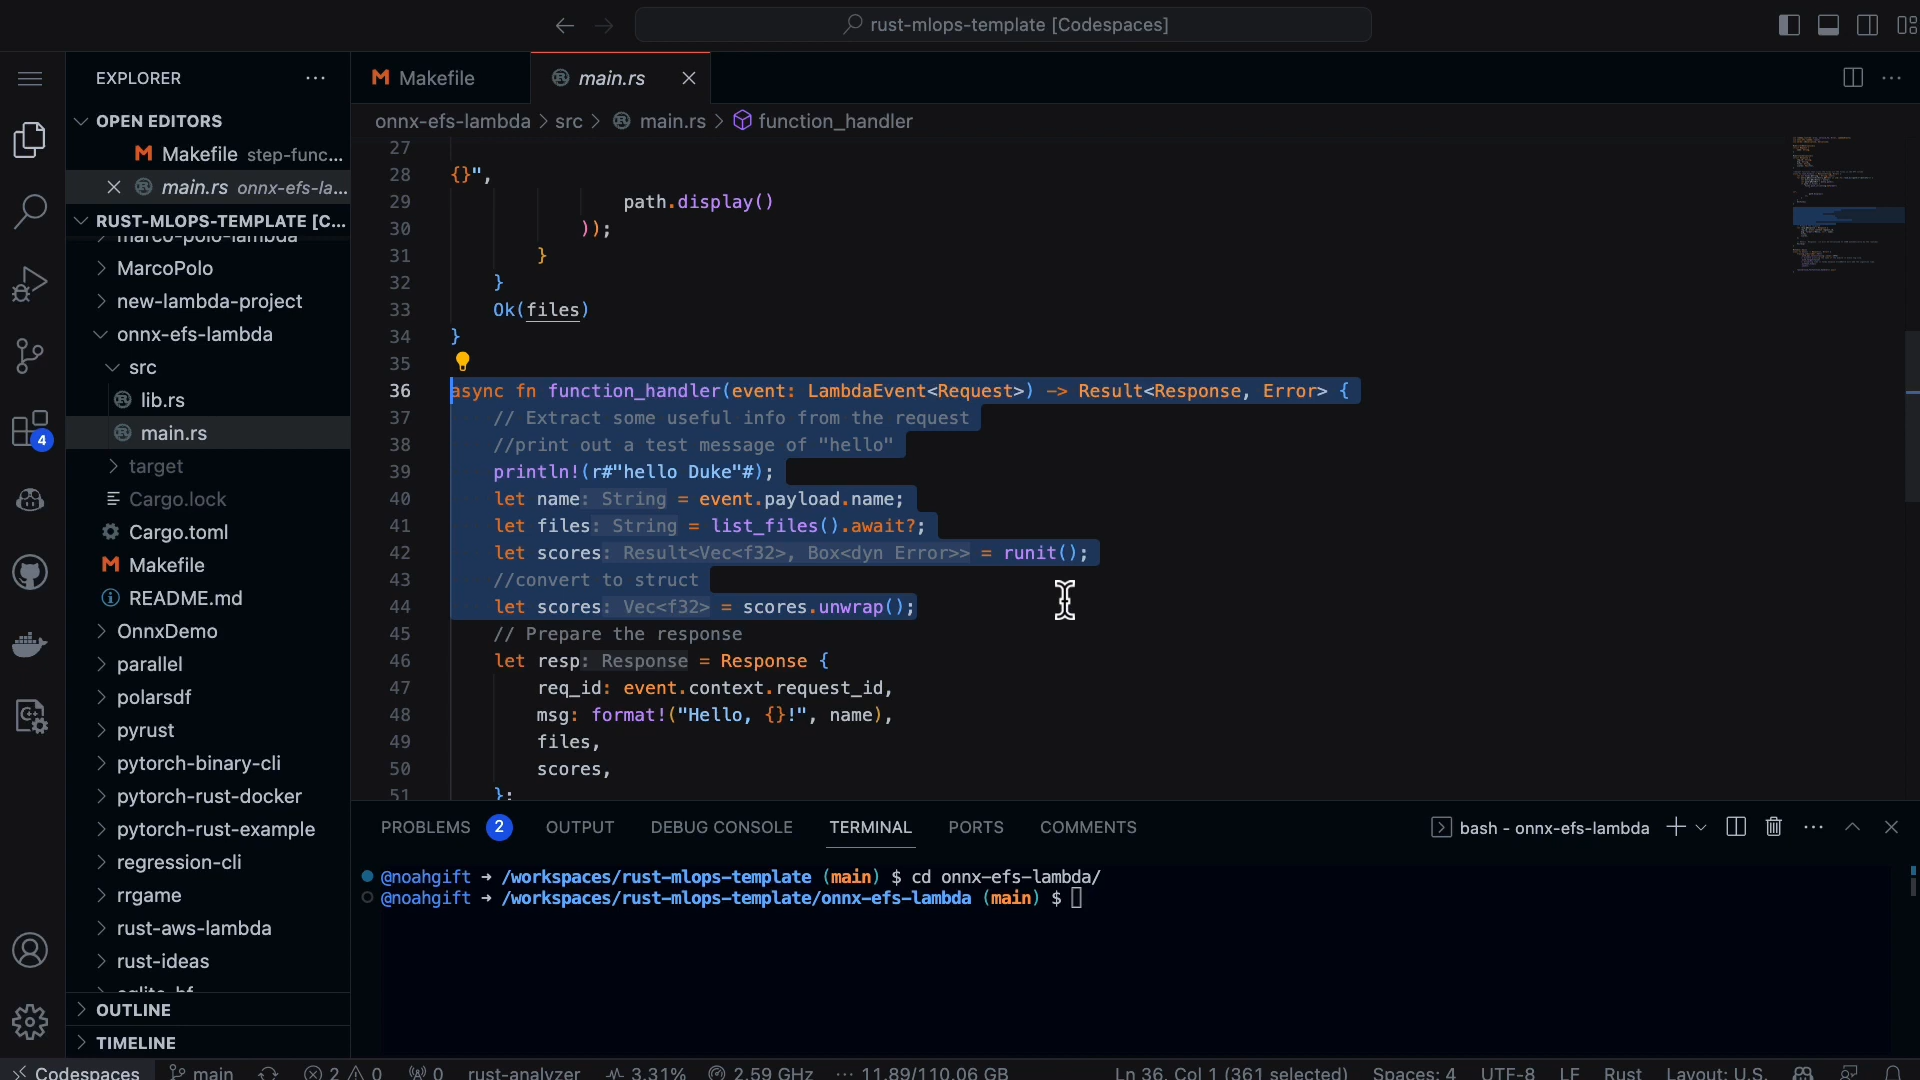 rust-mlops-template [Codespaces]
EXPLORER
Makefile
main.rs
OPEN EDITORS
Makefile step-func...
main.rs onnx-efs-la...
RUST-MLOPS-TEMPLATE [C...
marco-polo-lambda
MarcoPolo
new-lambda-project
onnx-efs-lambda
src
lib.rs
main.rs
target
Cargo.lock
Cargo.toml
Makefile
README.md
OnnxDemo
parallel
polarsdf
pyrust
pytorch-binary-cli
pytorch-rust-docker
pytorch-rust-example
regression-cli
rrgame
rust-aws-lambda
rust-ideas
OUTLINE
TIMELINE
4
onnx-efs-lambda > src > main.rs > function_handler
27
28 {}",
29 path.display()
30 ));
31 }
32 }
33 Ok(files)
34 }
35
36 async fn function_handler(event: LambdaEvent<Request>) -> Result<Response, Error> {
37 // Extract some useful info from the request
38 //print out a test message of "hello"
39 println!(r#"hello Duke"#);
40 let name: String = event.payload.name;
41 let files: String = list_files().await?;
42 let scores: Result<Vec<f32>, Box<dyn Error>> = runit();
43 //convert to struct
44 let scores: Vec<f32> = scores.unwrap();
45 // Prepare the response
46 let resp: Response = Response {
47 req_id: event.context.request_id,
48 msg: format!("Hello, {}!", name),
49 files,
50 scores,
51 };
PROBLEMS 2 OUTPUT DEBUG CONSOLE TERMINAL PORTS COMMENTS
bash - onnx-efs-lambda
@noahgift → /workspaces/rust-mlops-template (main) $ cd onnx-efs-lambda/
@noahgift → /workspaces/rust-mlops-template/onnx-efs-lambda (main) $
Codespaces main 2 0 0 rust-analyzer 3.31% 2.59 GHz 11.89/110.06 GB Ln 36, Col 1 (361 selected) Spaces: 4 UTF-8 LF Rust Layout: U.S.